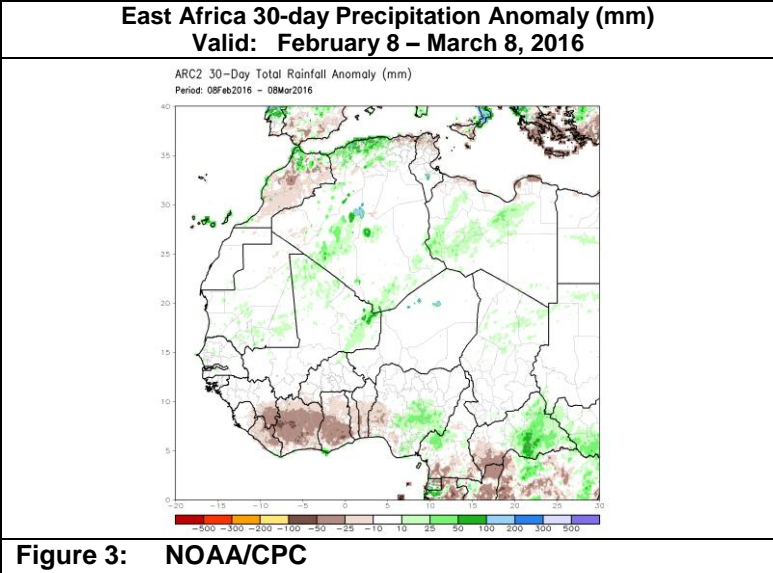 East Africa 30-day Precipitation Anomaly (mm)
Valid: February 8 – March 8, 2016
ARC2 30-Day Total Rainfall Anomaly (mm)
Period: 08Feb2016 - 08Mar2016
40
35
30
25
20
15
10
5
0
-20 -15 -10 -5 0 5 10 15 20 25 30
-500 -300 -200 -100 -50 -25 -10 10 25 50 100 200 300 500
Figure 3: NOAA/CPC